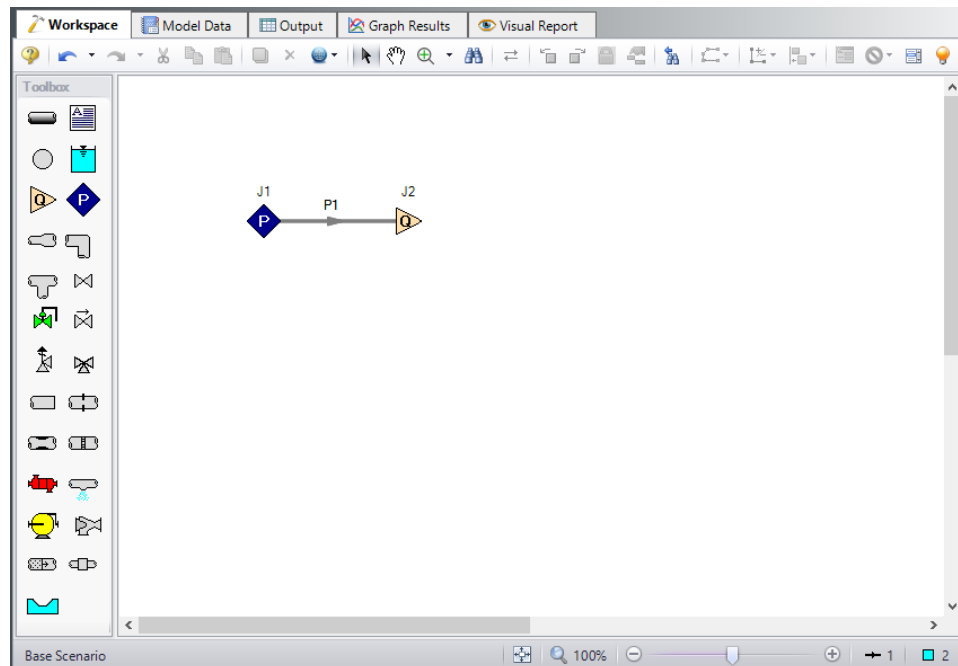 Workspace Model Data Output Graph Results Visual Report
Toolbox
A
Q P
J1 J2
P1
P Q
Base Scenario 100% 1 2